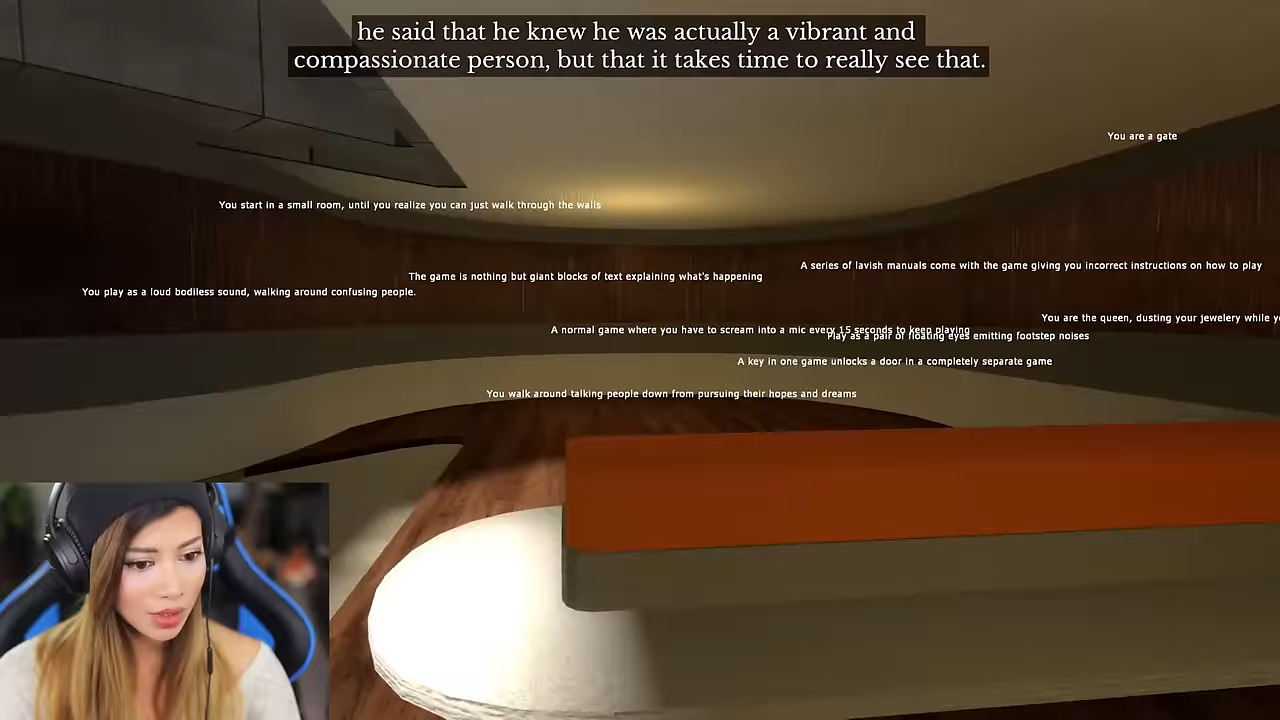 he said that he knew he was actually a vibrant and
compassionate person, but that it takes time to really see that.
You are a gate
You start in a small room, until you realize you can just walk through the walls
A series of lavish manuals come with the game giving you incorrect instructions on how to play
The game is nothing but giant blocks of text explaining what's happening
You play as a loud bodiless sound, walking around confusing people.
You are the queen, dusting your jewelery while
A normal game where you have to scream into a mic every 15 seconds to keep playing
Play as a pair of floating eyes emitting footstep noises
A key in one game unlocks a door in a completely separate game
You walk around talking people down from pursuing their hopes and dreams